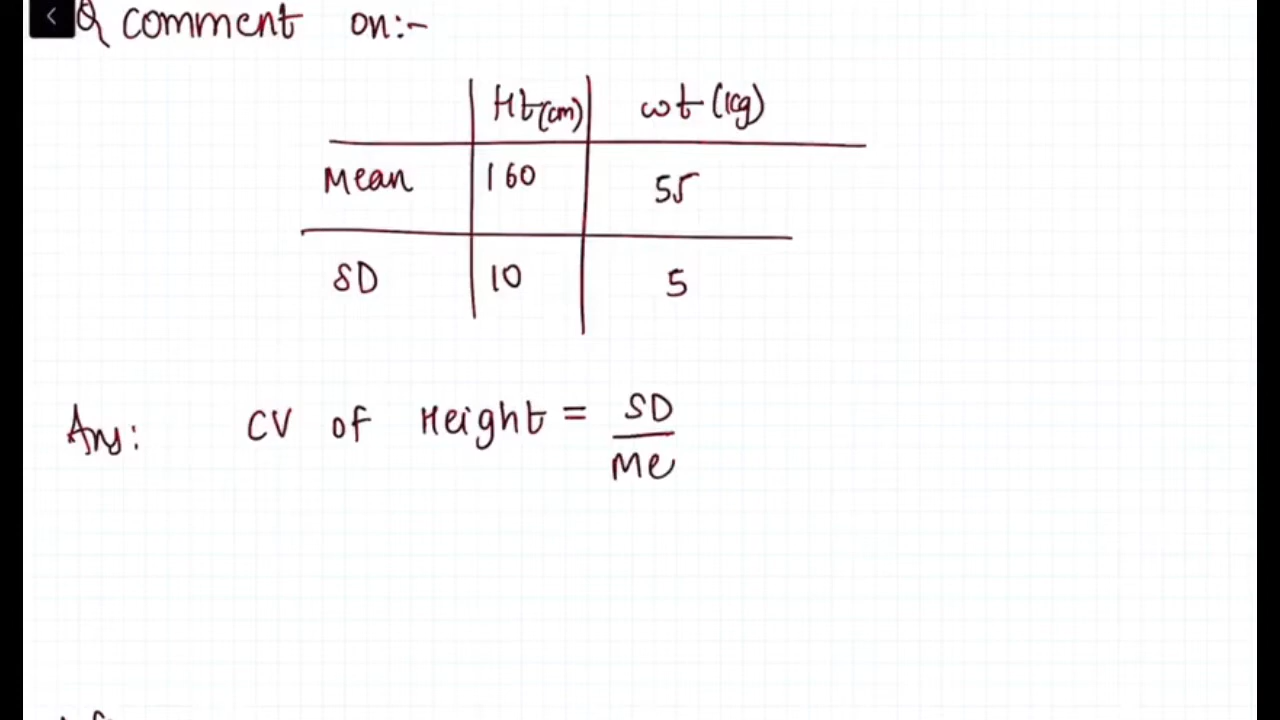 Q comment on:-
Ht(cm) wt (kg)
Mean 160 55
SD 10 5
Ans: CV of Height = SD
Me